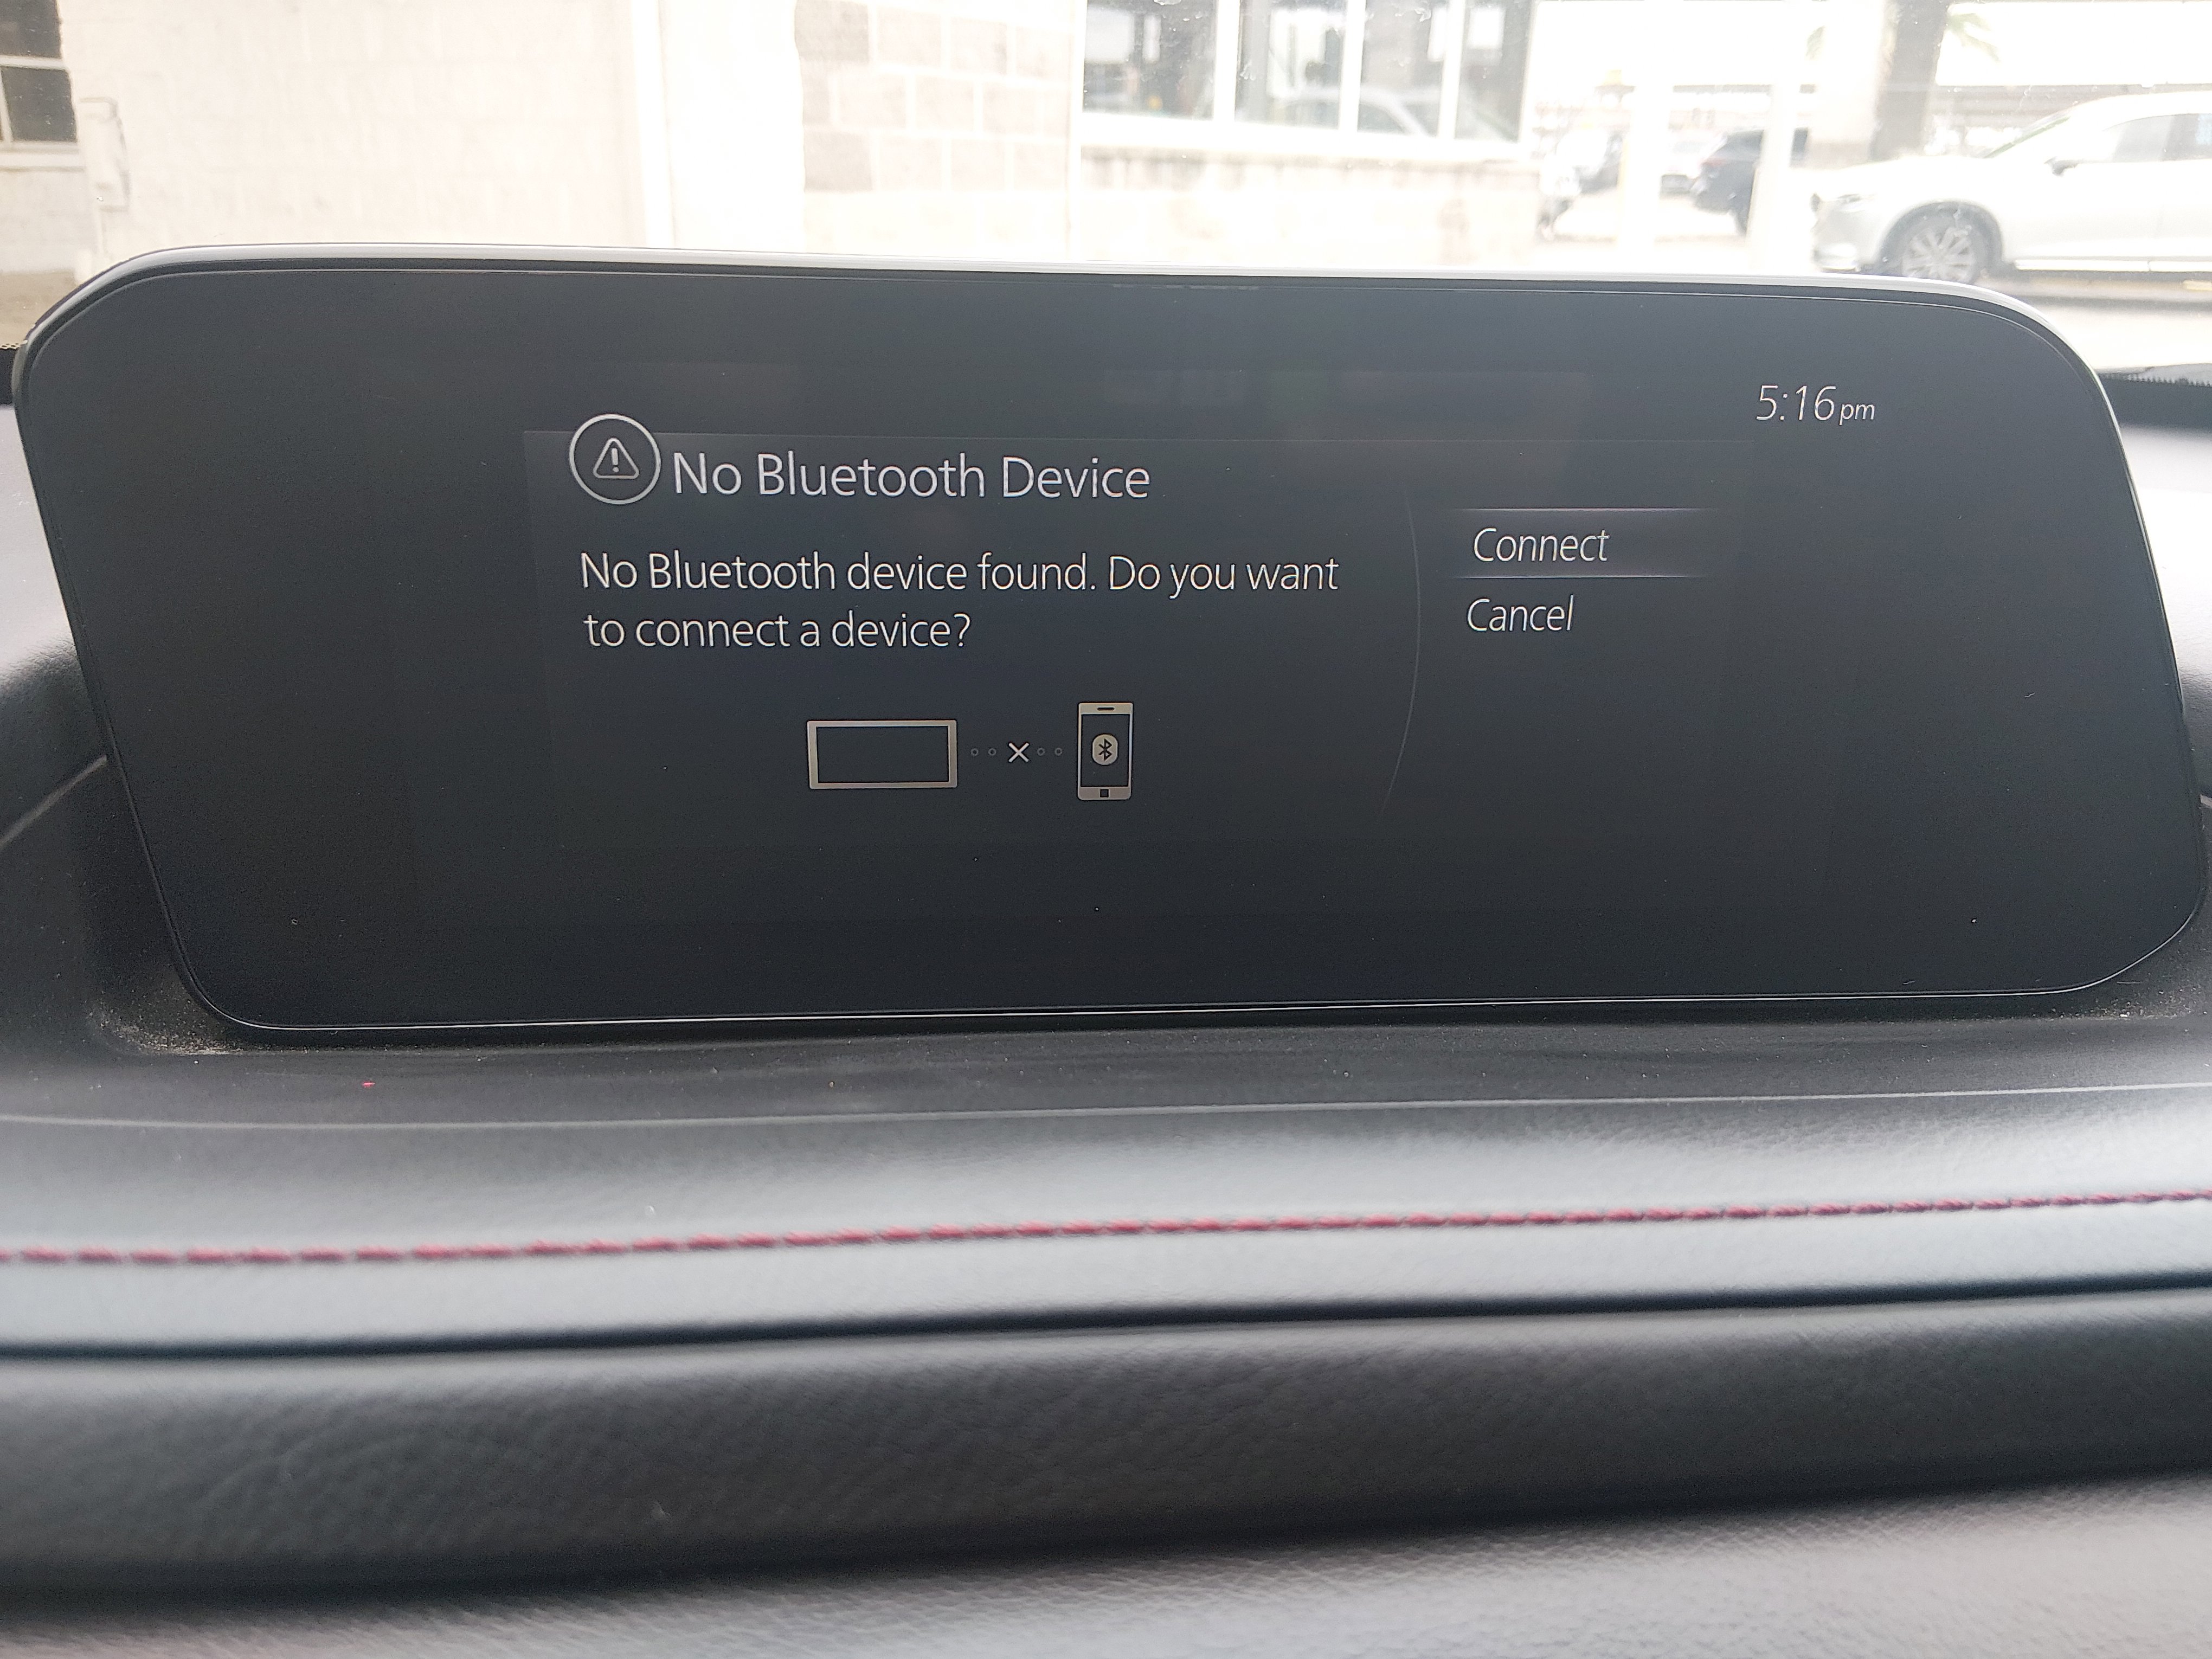 5:16pm
No Bluetooth Device
No Bluetooth device found. Do you want
to connect a device?
Connect
Cancel